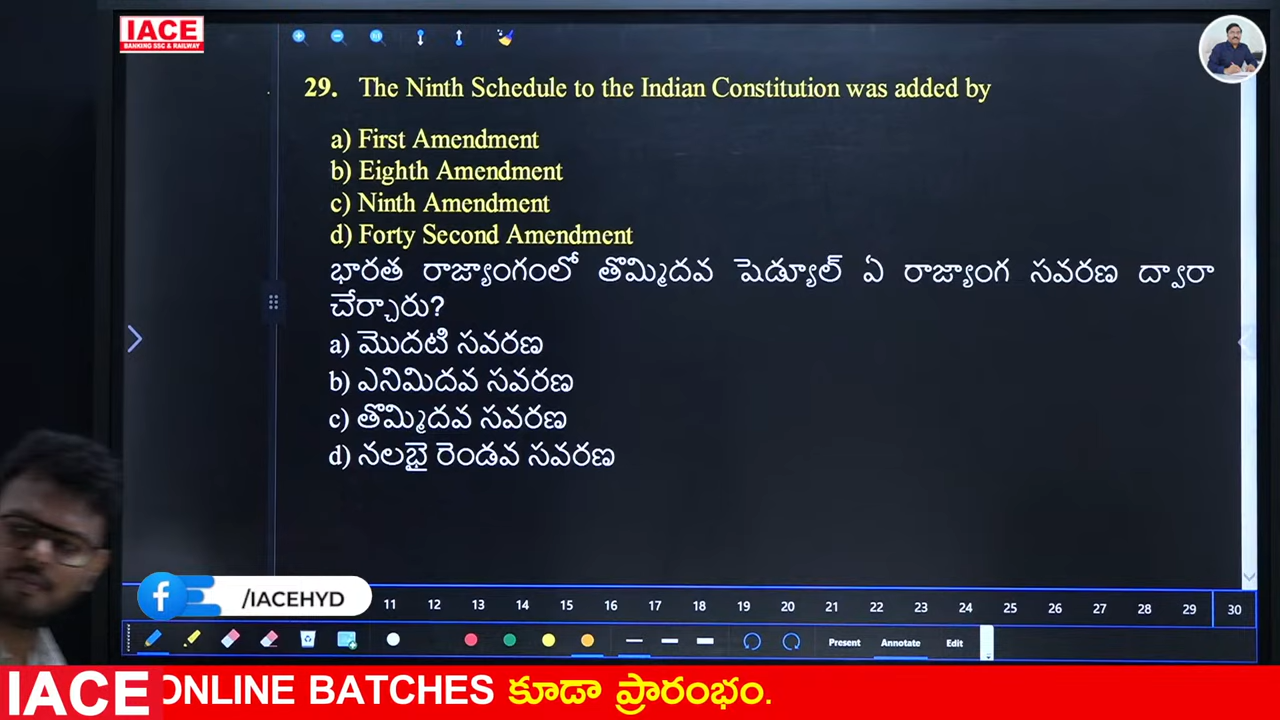 IACE
BANKING SSC & RAILWAY
29. The Ninth Schedule to the Indian Constitution was added by
a) First Amendment
b) Eighth Amendment
c) Ninth Amendment
d) Forty Second Amendment
భారత రాజ్యాంగంలో తొమ్మిదవ షెడ్యూల్ ఏ రాజ్యాంగ సవరణ ద్వారా
చేర్చారు?
a) మొదటి సవరణ
b) ఎనిమిదవ సవరణ
c) తొమ్మిదవ సవరణ
d) నలభై రెండవ సవరణ
f /IACEHYD
11 12 13 14 15 16 17 18 19 20 21 22 23 24 25 26 27 28 29 30
Present Annotate Edit
IACE ONLINE BATCHES కూడా ప్రారంభం.